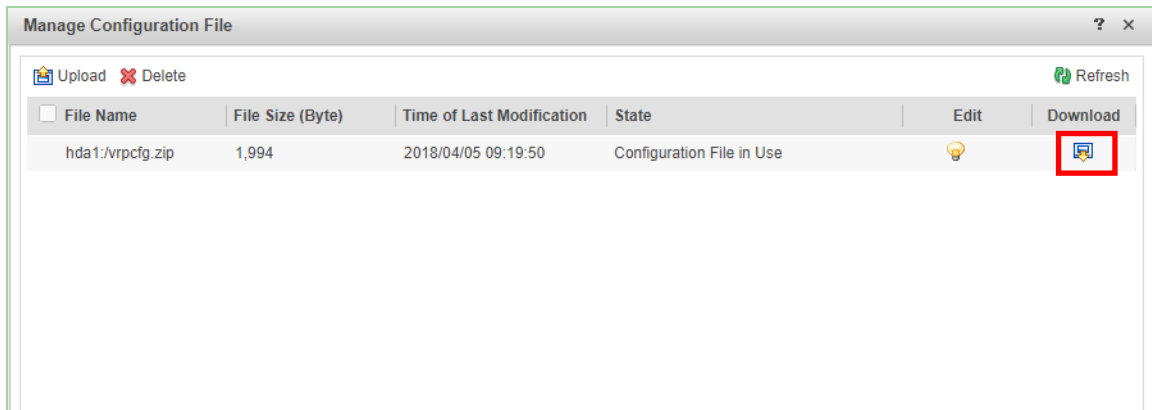 Manage Configuration File ? ×
Upload Delete Refresh
File Name File Size (Byte) Time of Last Modification State Edit Download
hda1:/vrpcfg.zip 1,994 2018/04/05 09:19:50 Configuration File in Use